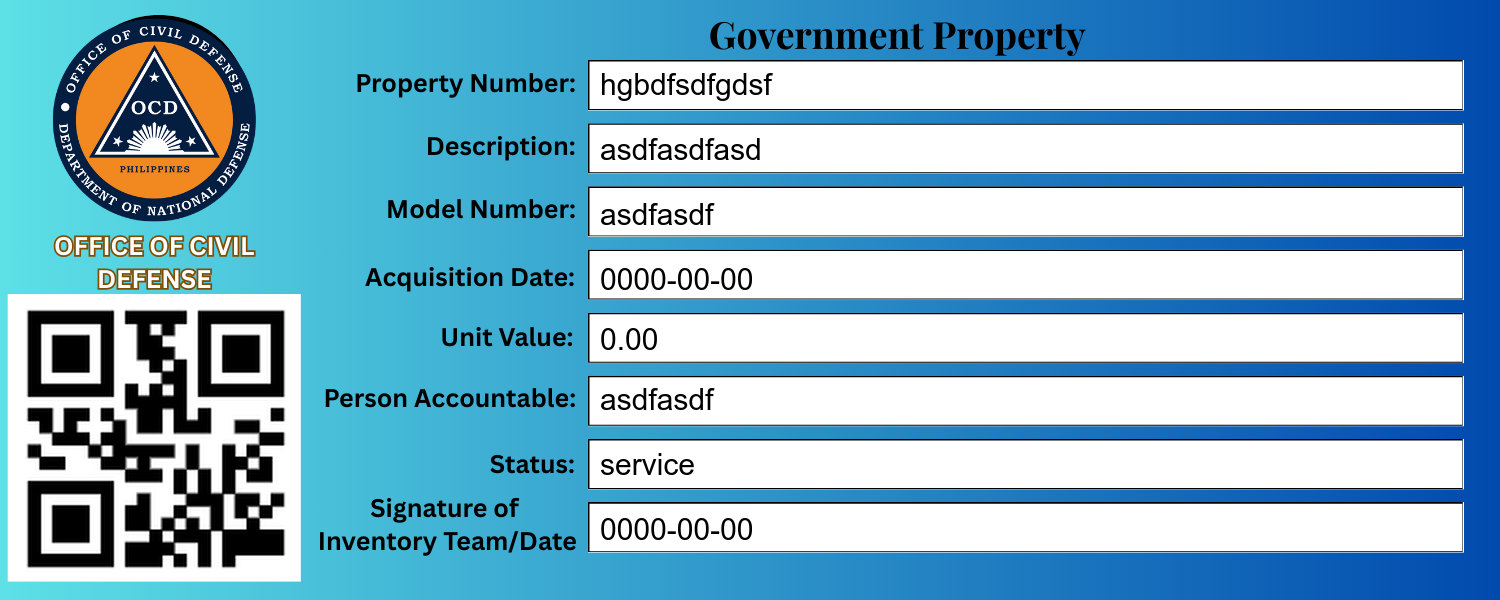 OFFICE OF CIVIL DEFENSE
OCD
PHILIPPINES
DEPARTMENT OF NATIONAL DEFENSE
OFFICE OF CIVIL
DEFENSE
Government Property
Property Number: hgbdfsdfgdsf
Description: asdfasdfasd
Model Number: asdfasdf
Acquisition Date: 0000-00-00
Unit Value: 0.00
Person Accountable: asdfasdf
Status: service
Signature of
Inventory Team/Date 0000-00-00